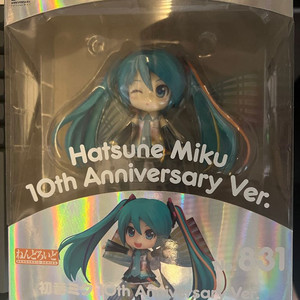 Hatsune Miku
10th Anniversary Ver.
ねんどろいど
831
初音ミク 10th Anniversary Ver.